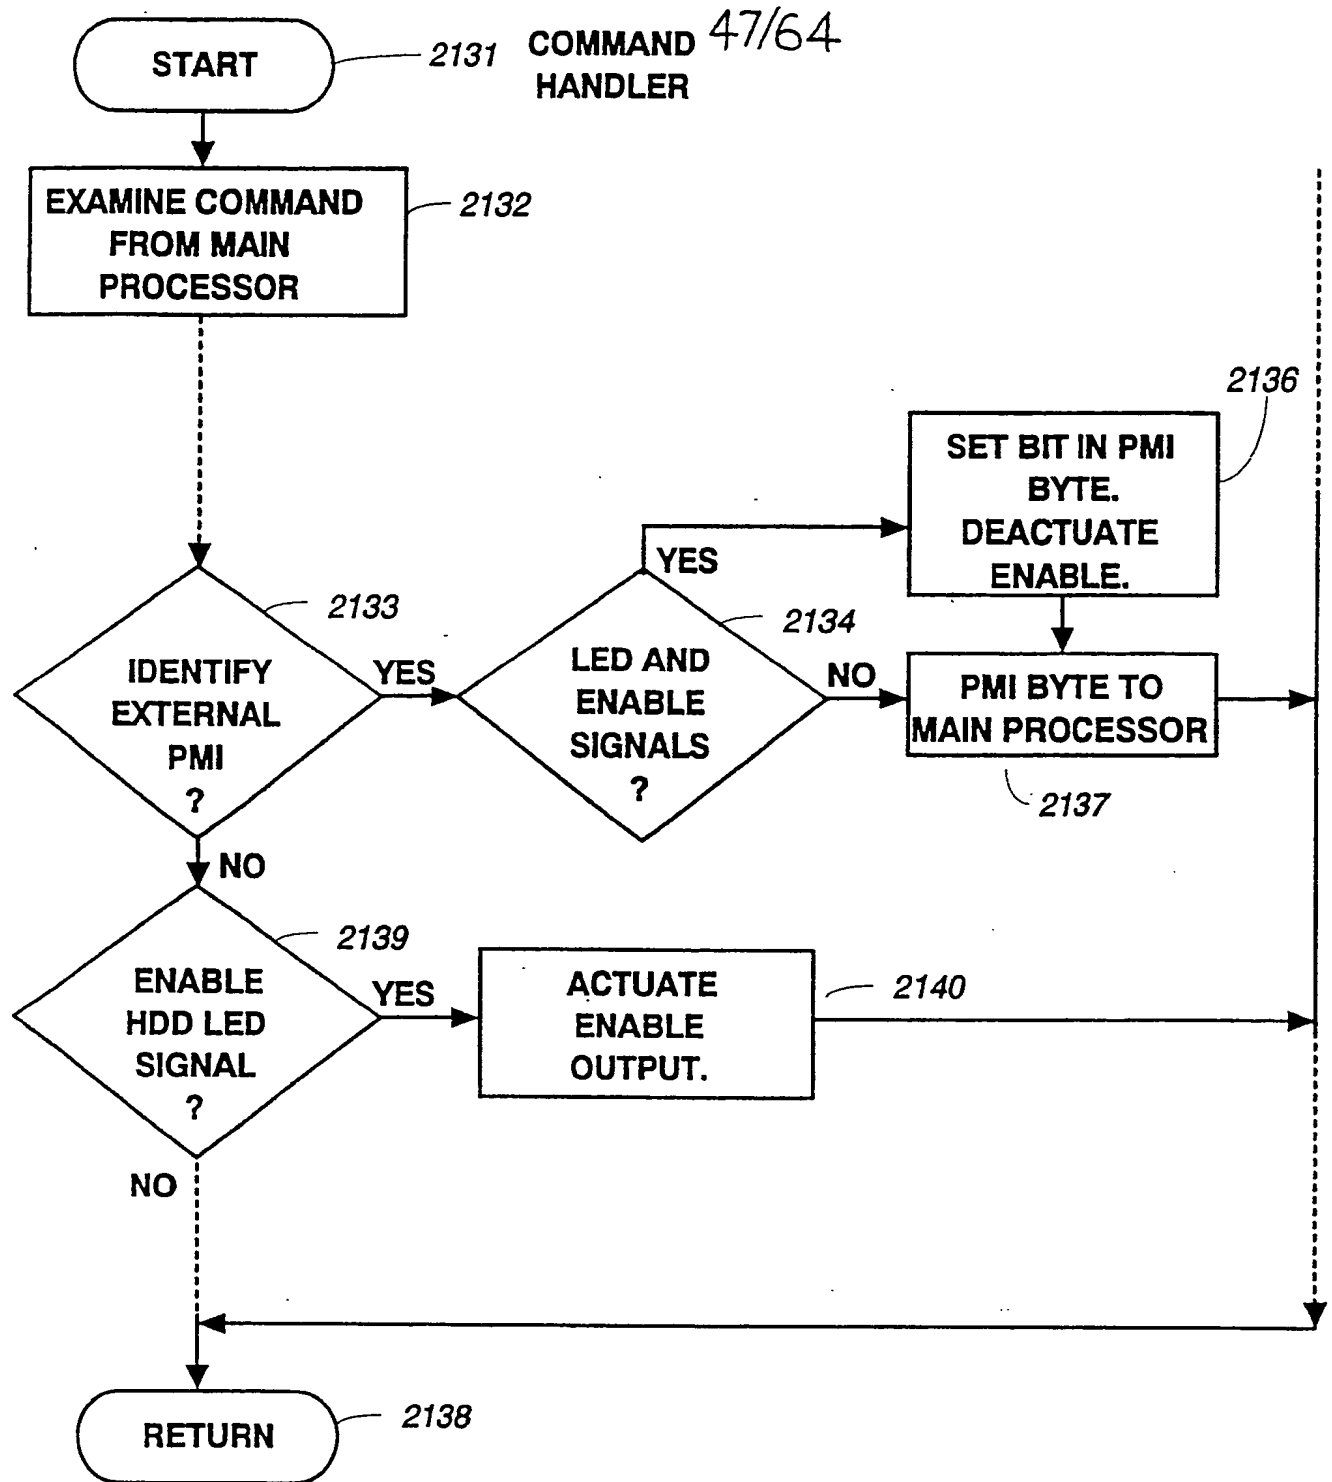 START
2131
COMMAND 47/64
HANDLER
EXAMINE COMMAND
FROM MAIN
PROCESSOR
2132
2136
SET BIT IN PMI
BYTE.
DEACTUATE
ENABLE.
2133
IDENTIFY
EXTERNAL
PMI
?
YES
YES
2134
LED AND
ENABLE
SIGNALS
?
NO
PMI BYTE TO
MAIN PROCESSOR
2137
NO
2139
ENABLE
HDD LED
SIGNAL
?
YES
ACTUATE
ENABLE
OUTPUT.
2140
NO
RETURN
2138